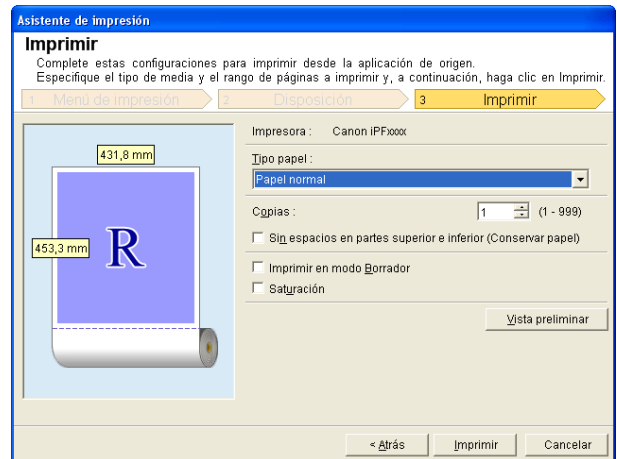 Asistente de impresión
Imprimir
Complete estas configuraciones para imprimir desde la aplicación de origen.
Especifique el tipo de media y el rango de páginas a imprimir y, a continuación, haga clic en Imprimir.
1 Menú de impresión 2 Disposición 3 Imprimir
431,8 mm
453,3 mm
R
Impresora : Canon iPFxxxx
Tipo papel :
Papel normal
Copias : 1 (1 - 999)
Sin espacios en partes superior e inferior (Conservar papel)
Imprimir en modo Borrador
Saturación
Vista preliminar
< Atrás Imprimir Cancelar